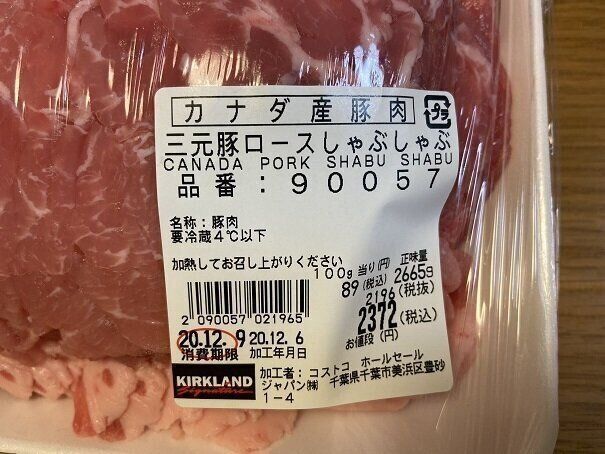 カナダ産豚肉
プラ
三元豚ロースしゃぶしゃぶ
CANADA PORK SHABU SHABU
品番:90057
名称:豚肉
要冷蔵4℃以下
加熱してお召し上がりください
100g当り(円) 正味量
89(税込) 2665g
2196(税抜)
2372(税込)
お値段(円)
2 090057 021965
20.12. 9 20.12. 6
消費期限 加工年月日
KIRKLAND
Signature
加工者:コストコ ホールセール
ジャパン㈱ 千葉県千葉市美浜区豊砂
1-4